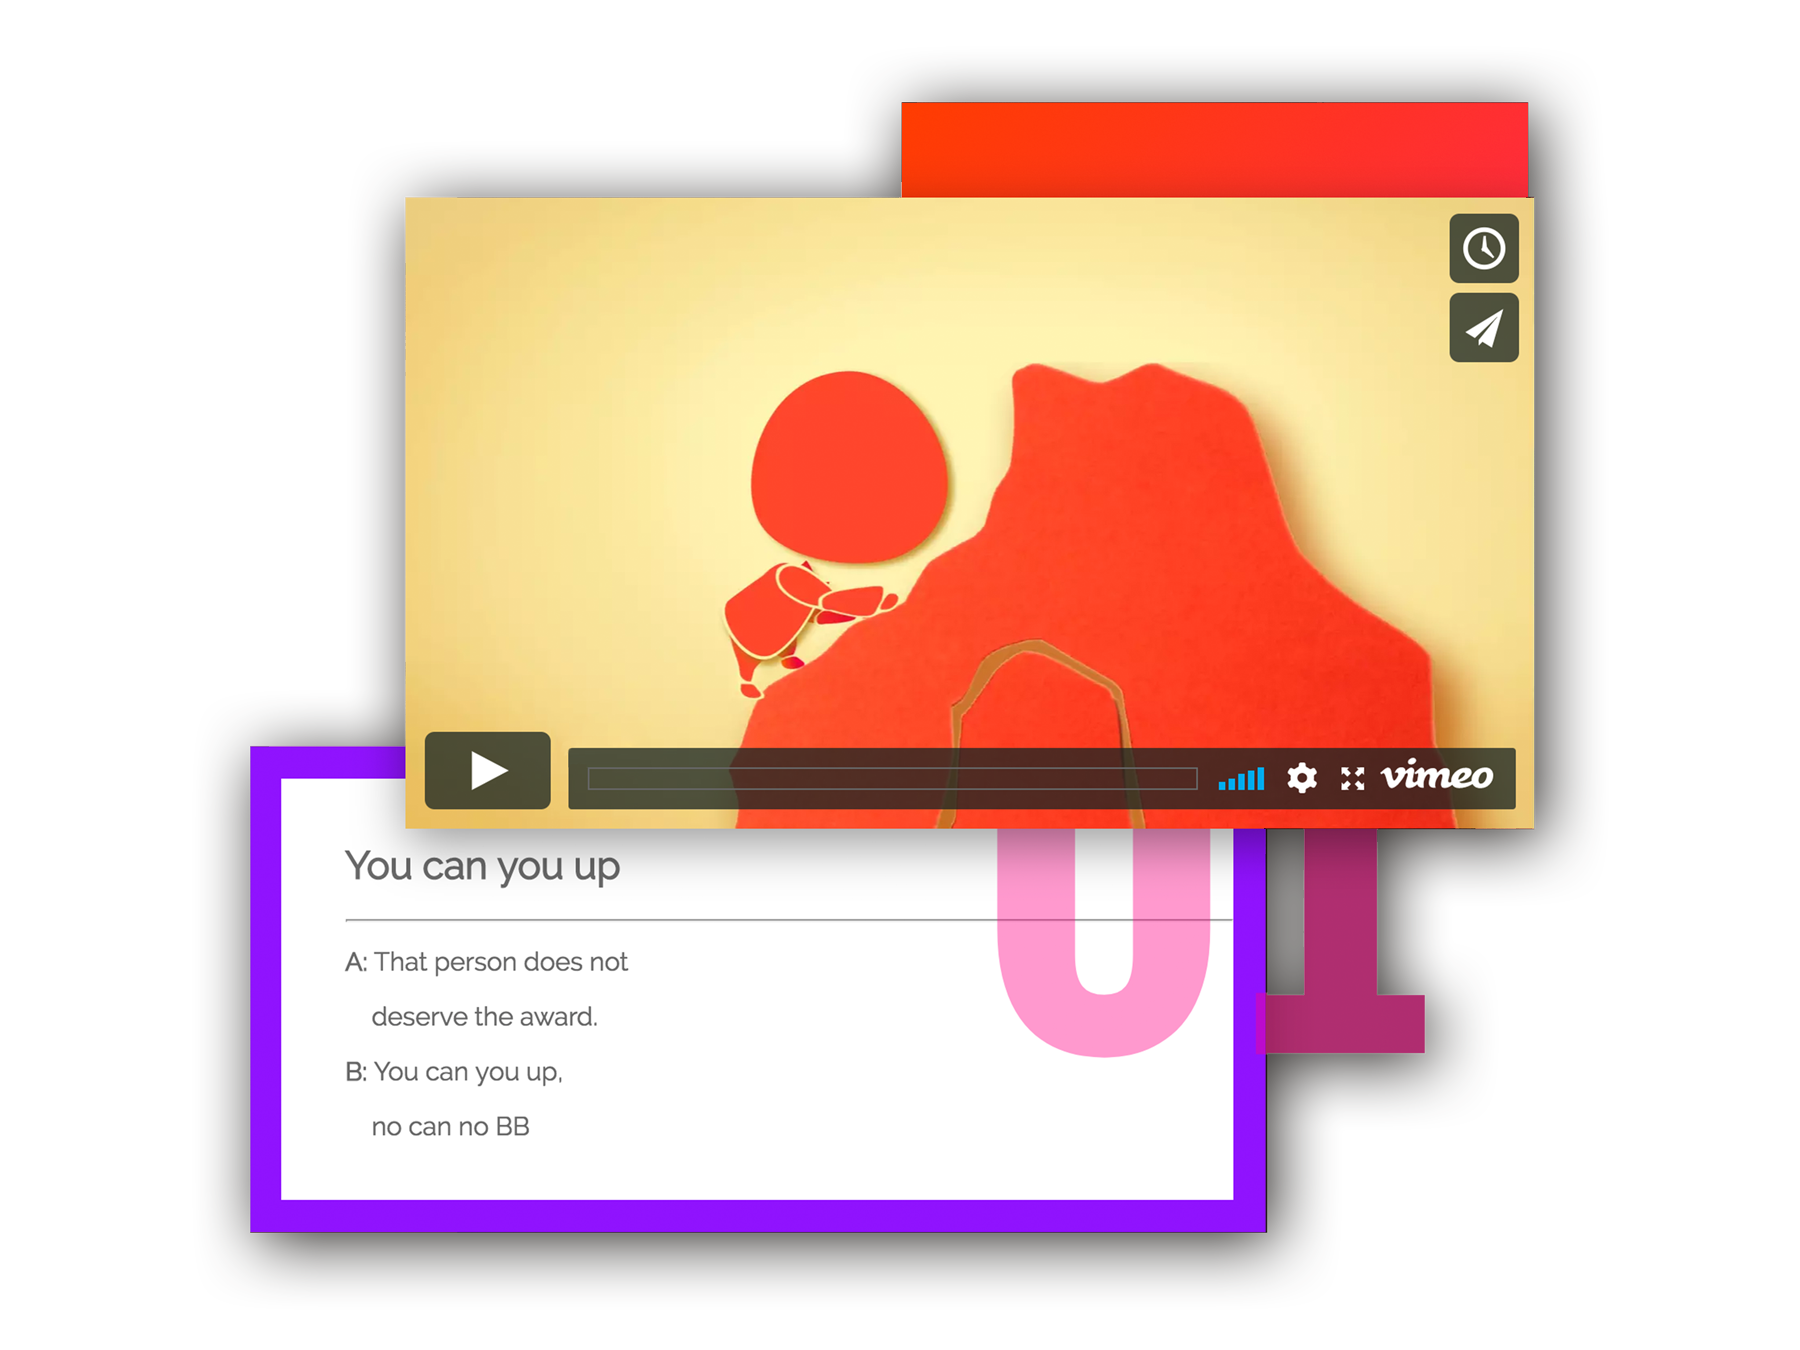 vimeo
You can you up
01
A: That person does not
deserve the award.
B: You can you up,
no can no BB